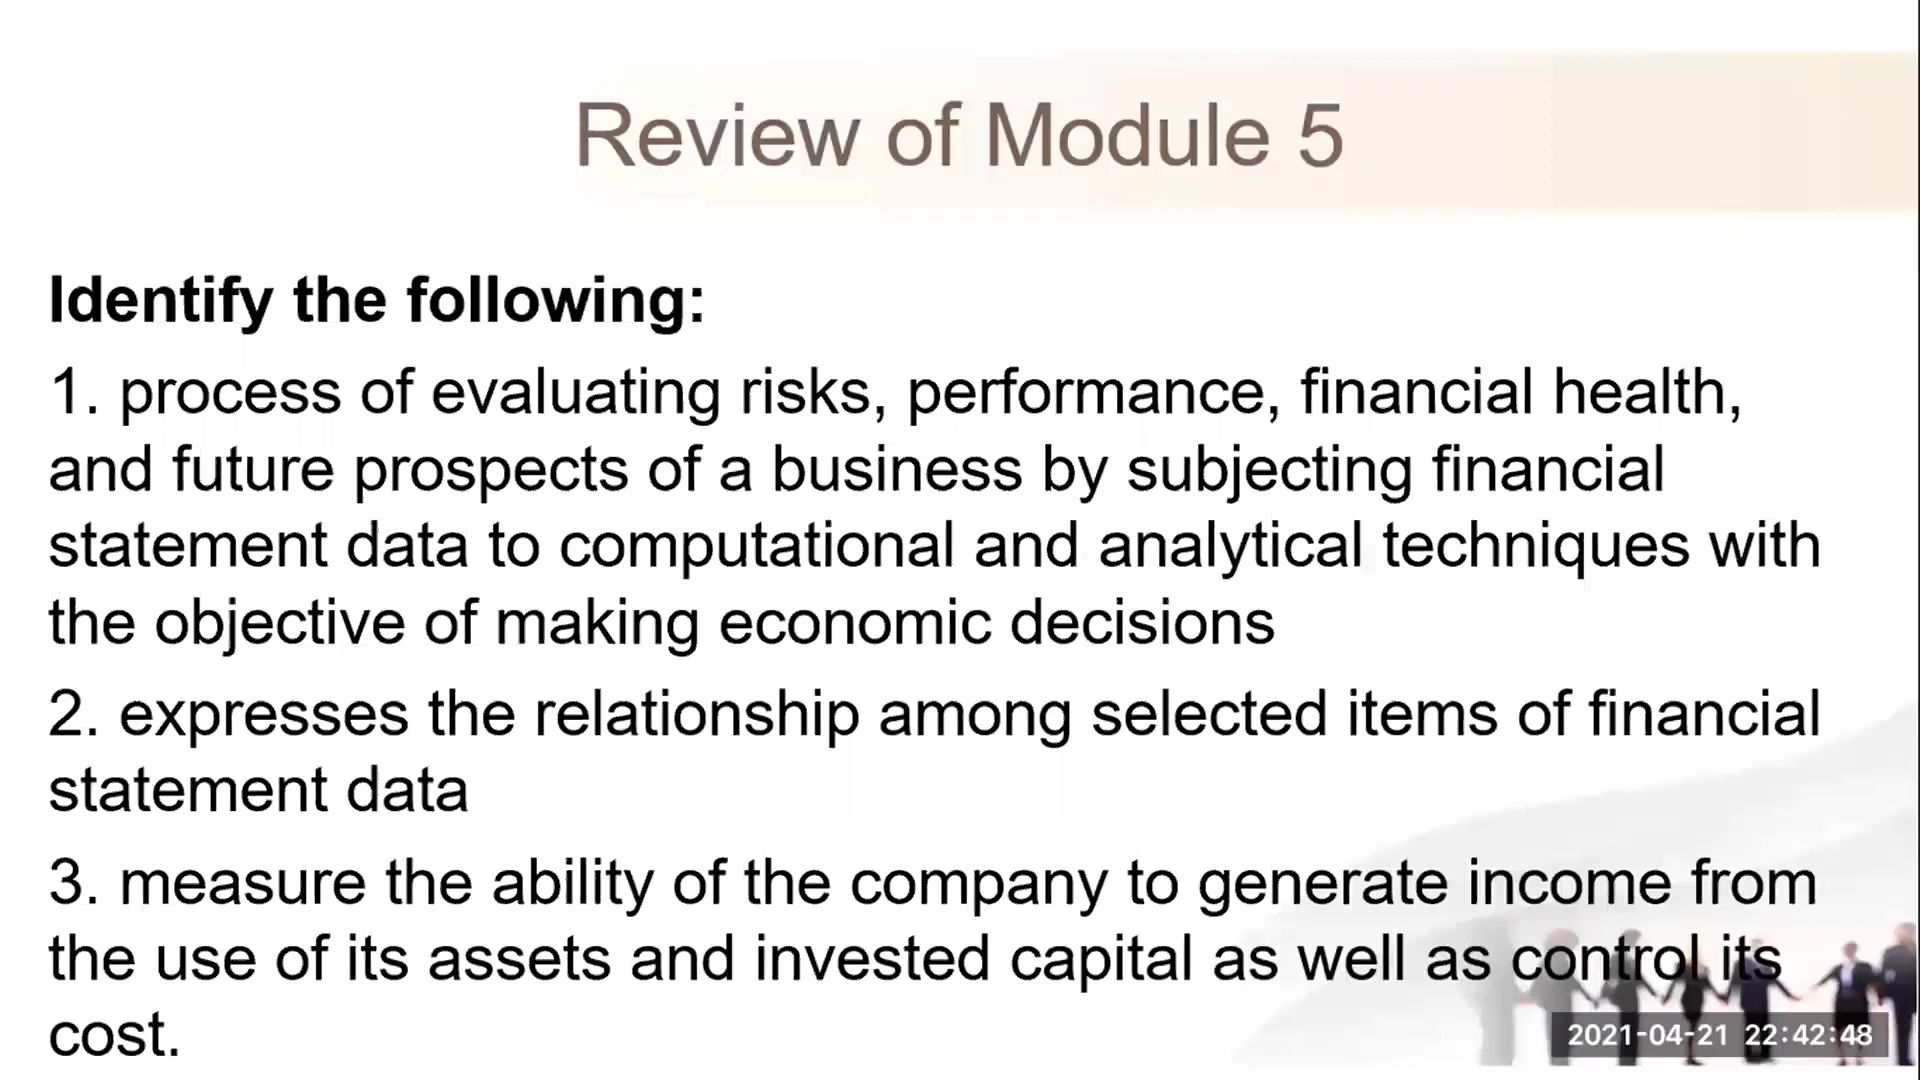 Review of Module 5
Identify the following:
1. process of evaluating risks, performance, financial health,
and future prospects of a business by subjecting financial
statement data to computational and analytical techniques with
the objective of making economic decisions
2. expresses the relationship among selected items of financial
statement data
3. measure the ability of the company to generate income from
the use of its assets and invested capital as well as control its
cost.
2021-04-21 22:42:48